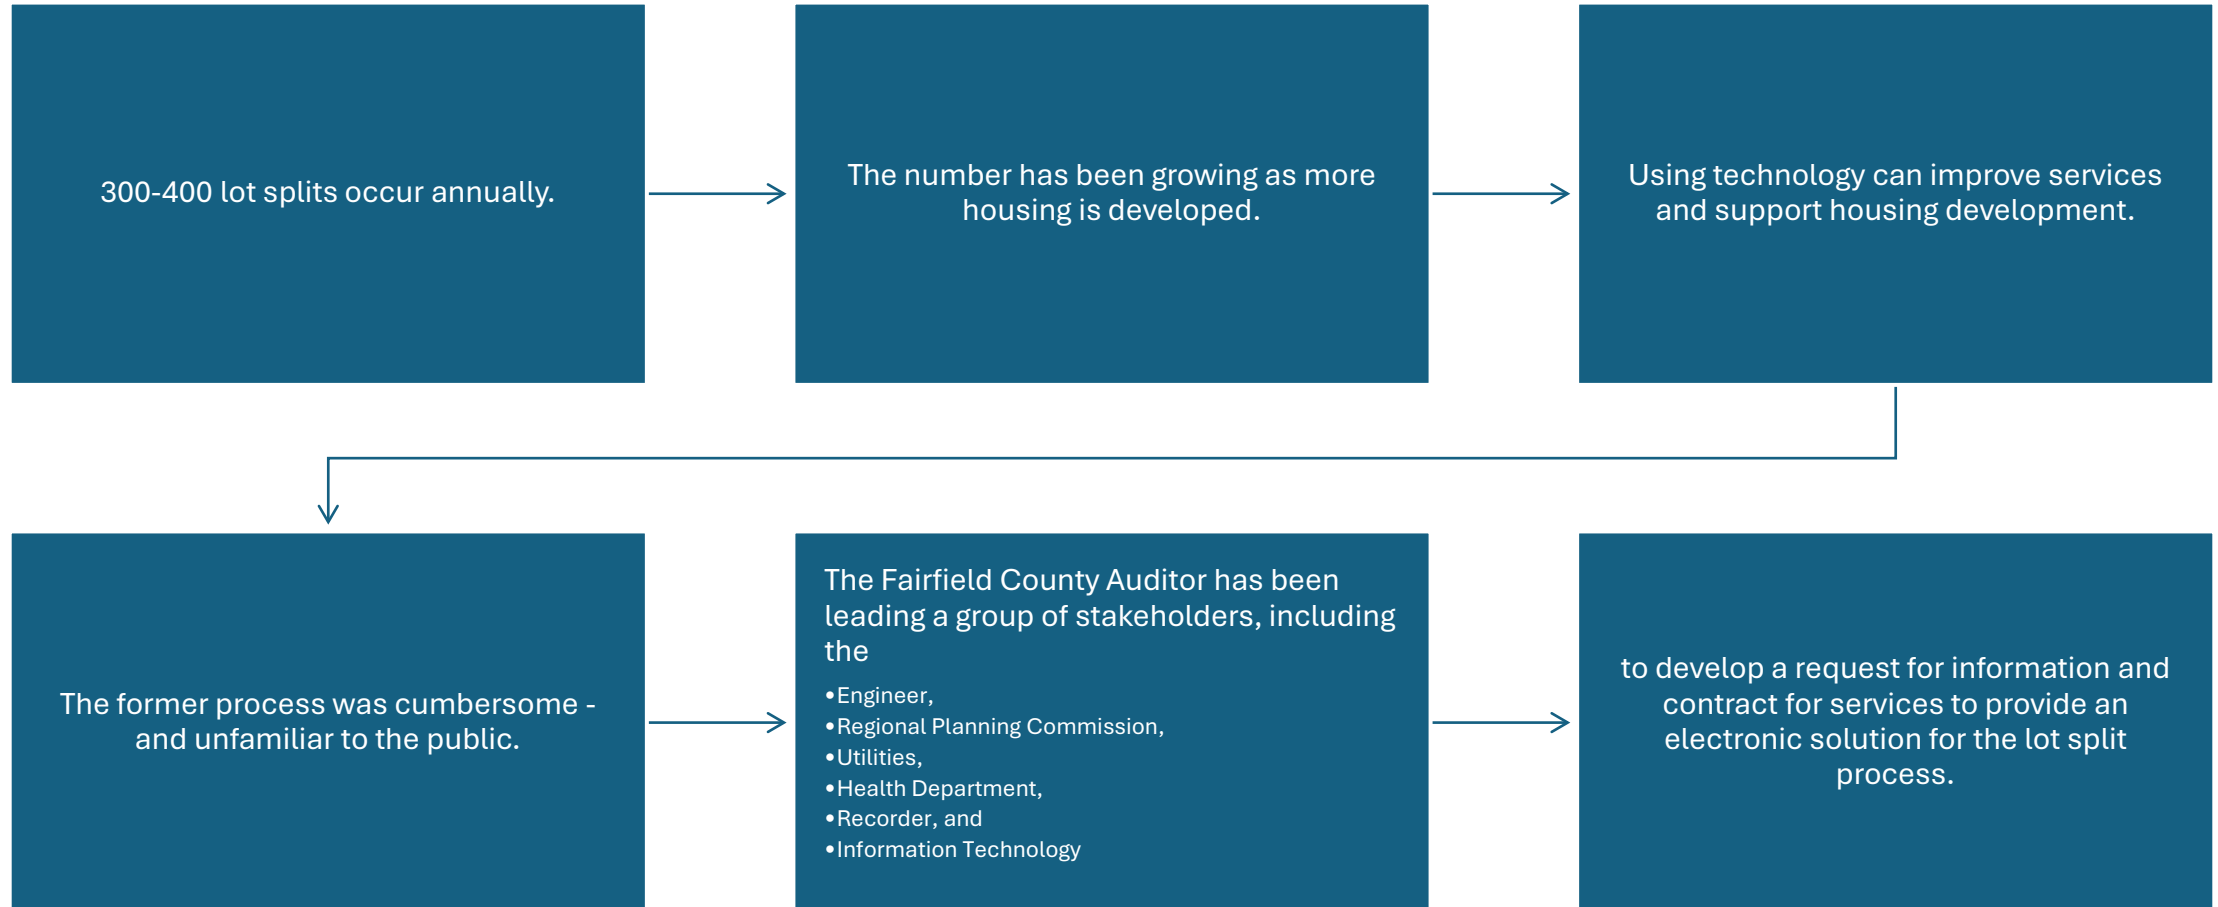 300-400 lot splits occur annually.
The number has been growing as more
housing is developed.
Using technology can improve services
and support housing development.
The former process was cumbersome -
and unfamiliar to the public.
The Fairfield County Auditor has been
leading a group of stakeholders, including
the
•Engineer,
•Regional Planning Commission,
•Utilities,
•Health Department,
•Recorder, and
•Information Technology
to develop a request for information and
contract for services to provide an
electronic solution for the lot split
process.